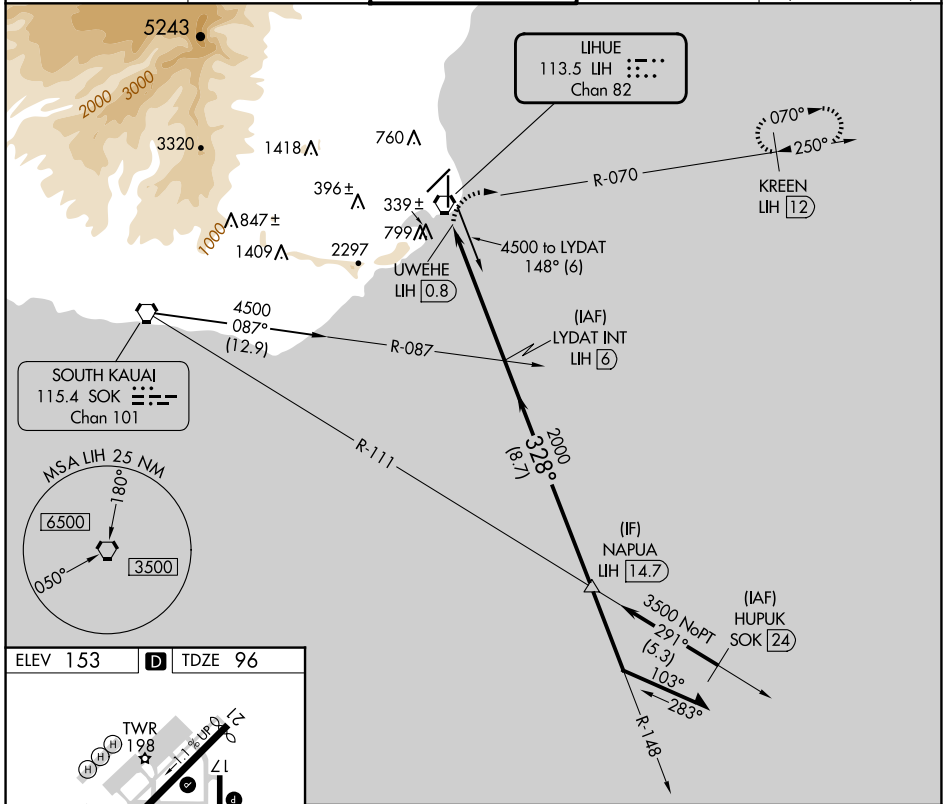 5243
2000
3000
3320
1418
760
396±
339±
847±
1000
799
1409
2297
LIHUE
113.5 LIH
Chan 82
070°
250°
R-070
KREEN
LIH 12
4500 to LYDAT
148° (6)
UWEHE
LIH 0.8
4500
087°
(12.9)
R-087
(IAF)
LYDAT INT
LIH 6
SOUTH KAUAI
115.4 SOK
Chan 101
R-111
2000
328°
(8.7)
MSA LIH 25 NM
180°
6500
050°
3500
(IF)
NAPUA
LIH 14.7
3500 NoPT
291°
(5.3)
(IAF)
HUPUK
SOK 24
103°
283°
R-148
ELEV 153
D
TDZE 96
TWR
198
H H H
1.1% UP
21
17
P
P